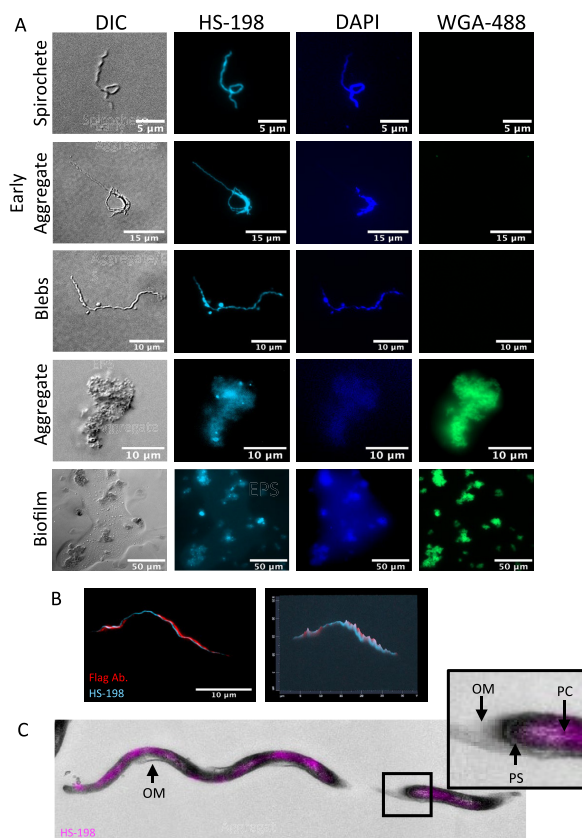 A
DIC HS-198 DAPI WGA-488
Spirochete
Spirochete
5 µm 5 µm 5 µm 5 µm
Early
Aggregate
Aggregate
15 µm 15 µm 15 µm 15 µm
Blebs
10 µm 10 µm 10 µm 10 µm
Aggregate
Aggregate
10 µm 10 µm 10 µm 10 µm
Biofilm
EPS
50 µm 50 µm 50 µm 50 µm
B
Flag Ab.
HS-198
10 µm
OM
PC
PS
C
OM
HS-198